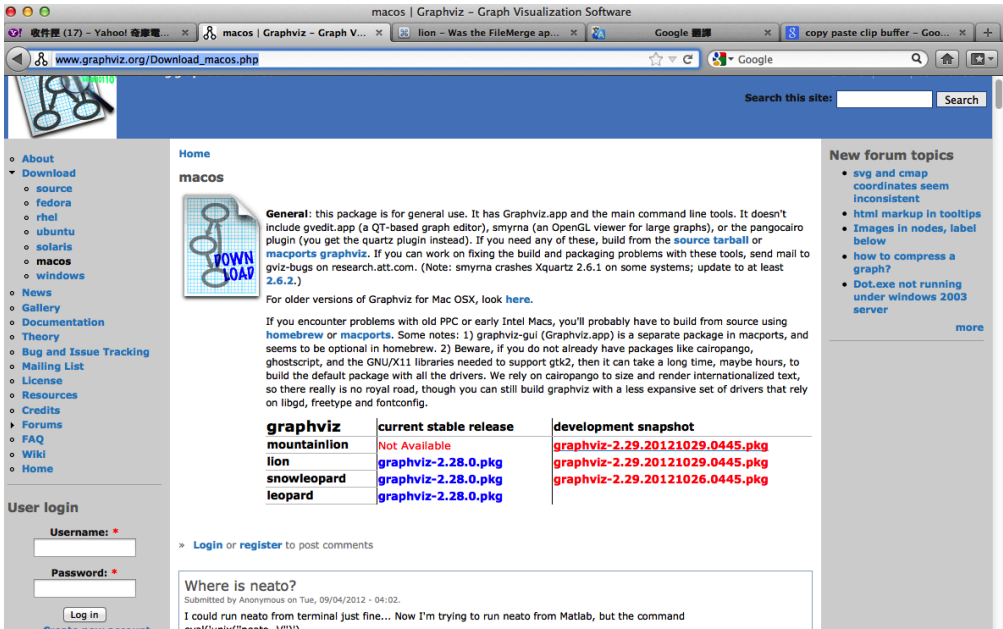 macos | Graphviz – Graph Visualization Software
收件匣 (17) – Yahoo! 奇摩電...
macos | Graphviz – Graph V...
lion – Was the FileMerge ap...
Google 翻譯
copy paste clip buffer – Goo...
www.graphviz.org/Download_macos.php
Google
Search this site:
Search
About
Download
source
fedora
rhel
ubuntu
solaris
macos
windows
News
Gallery
Documentation
Theory
Bug and Issue Tracking
Mailing List
License
Resources
Credits
Forums
FAQ
Wiki
Home
User login
Username: *
Password: *
Log in
Create new account
Home
macos
DOWN
LOAD
General: this package is for general use. It has Graphviz.app and the main command line tools. It doesn't
include gvedit.app (a QT-based graph editor), smyrna (an OpenGL viewer for large graphs), or the pangocairo
plugin (you get the quartz plugin instead). If you need any of these, build from the source tarball or
macports graphviz. If you can work on fixing the build and packaging problems with these tools, send mail to
gviz-bugs on research.att.com. (Note: smyrna crashes Xquartz 2.6.1 on some systems; update to at least
2.6.2.)
For older versions of Graphviz for Mac OSX, look here.
If you encounter problems with old PPC or early Intel Macs, you'll probably have to build from source using
homebrew or macports. Some notes: 1) graphviz-gui (Graphviz.app) is a separate package in macports, and
seems to be optional in homebrew. 2) Beware, if you do not already have packages like cairopango,
ghostscript, and the GNU/X11 libraries needed to support gtk2, then it can take a long time, maybe hours, to
build the default package with all the drivers. We rely on cairopango to size and render internationalized text,
so there really is no royal road, though you can still build graphviz with a less expansive set of drivers that rely
on libgd, freetype and fontconfig.
graphviz current stable release development snapshot
mountainlion Not Available graphviz-2.29.20121029.0445.pkg
lion graphviz-2.28.0.pkg graphviz-2.29.20121029.0445.pkg
snowleopard graphviz-2.28.0.pkg graphviz-2.29.20121026.0445.pkg
leopard graphviz-2.28.0.pkg
» Login or register to post comments
Where is neato?
Submitted by Anonymous on Tue, 09/04/2012 - 04:02.
I could run neato from terminal just fine... Now I'm trying to run neato from Matlab, but the command
New forum topics
svg and cmap
coordinates seem
inconsistent
html markup in tooltips
Images in nodes, label
below
how to compress a
graph?
Dot.exe not running
under windows 2003
server
more